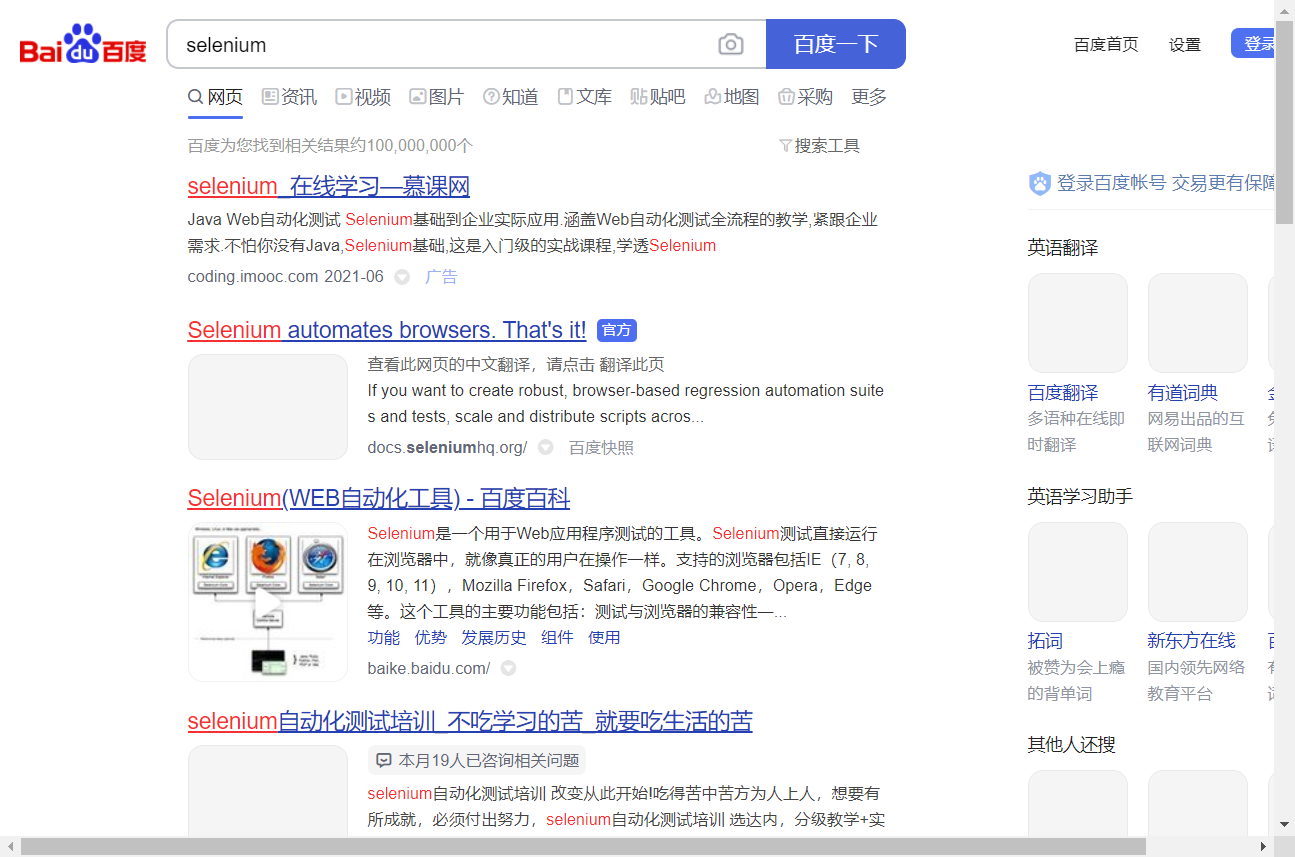 Bai du 百度
selenium
百度一下
百度首页 设置 登录
网页 资讯 视频 图片 知道 文库 贴吧 地图 采购 更多
百度为您找到相关结果约100,000,000个
搜索工具
selenium_在线学习—慕课网
Java Web自动化测试 Selenium基础到企业实际应用.涵盖Web自动化测试全流程的教学,紧跟企业
需求.不怕你没有Java,Selenium基础,这是入门级的实战课程,学透Selenium
coding.imooc.com 2021-06 广告
Selenium automates browsers. That's it! 官方
查看此网页的中文翻译，请点击 翻译此页
If you want to create robust, browser-based regression automation suite
s and tests, scale and distribute scripts acros...
docs.seleniumhq.org/ 百度快照
Selenium(WEB自动化工具) - 百度百科
Selenium是一个用于Web应用程序测试的工具。Selenium测试直接运行
在浏览器中，就像真正的用户在操作一样。支持的浏览器包括IE（7, 8,
9, 10, 11），Mozilla Firefox，Safari，Google Chrome，Opera，Edge
等。这个工具的主要功能包括：测试与浏览器的兼容性—...
功能 优势 发展历史 组件 使用
baike.baidu.com/
selenium自动化测试培训_不吃学习的苦_就要吃生活的苦
本月19人已咨询相关问题
selenium自动化测试培训 改变从此开始!吃得苦中苦方为人上人，想要有
所成就，必须付出努力，selenium自动化测试培训 选达内，分级教学+实
登录百度帐号 交易更有保障
英语翻译
百度翻译 有道词典
多语种在线即 网易出品的互
时翻译 联网词典
英语学习助手
拓词 新东方在线
被赞为会上瘾 国内领先网络
的背单词 教育平台
其他人还搜